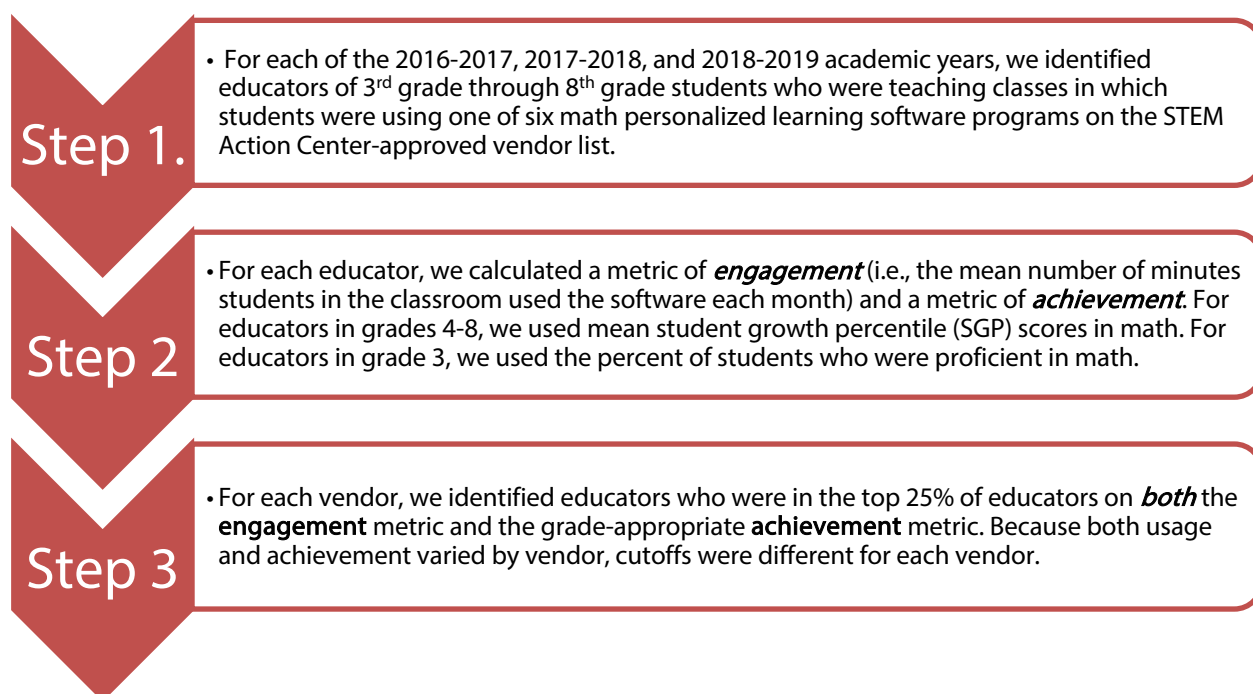 Step 1.
• For each of the 2016-2017, 2017-2018, and 2018-2019 academic years, we identified
educators of 3rd grade through 8th grade students who were teaching classes in which
students were using one of six math personalized learning software programs on the STEM
Action Center-approved vendor list.
Step 2
• For each educator, we calculated a metric of engagement (i.e., the mean number of minutes
students in the classroom used the software each month) and a metric of achievement. For
educators in grades 4-8, we used mean student growth percentile (SGP) scores in math. For
educators in grade 3, we used the percent of students who were proficient in math.
Step 3
• For each vendor, we identified educators who were in the top 25% of educators on both the
engagement metric and the grade-appropriate achievement metric. Because both usage
and achievement varied by vendor, cutoffs were different for each vendor.